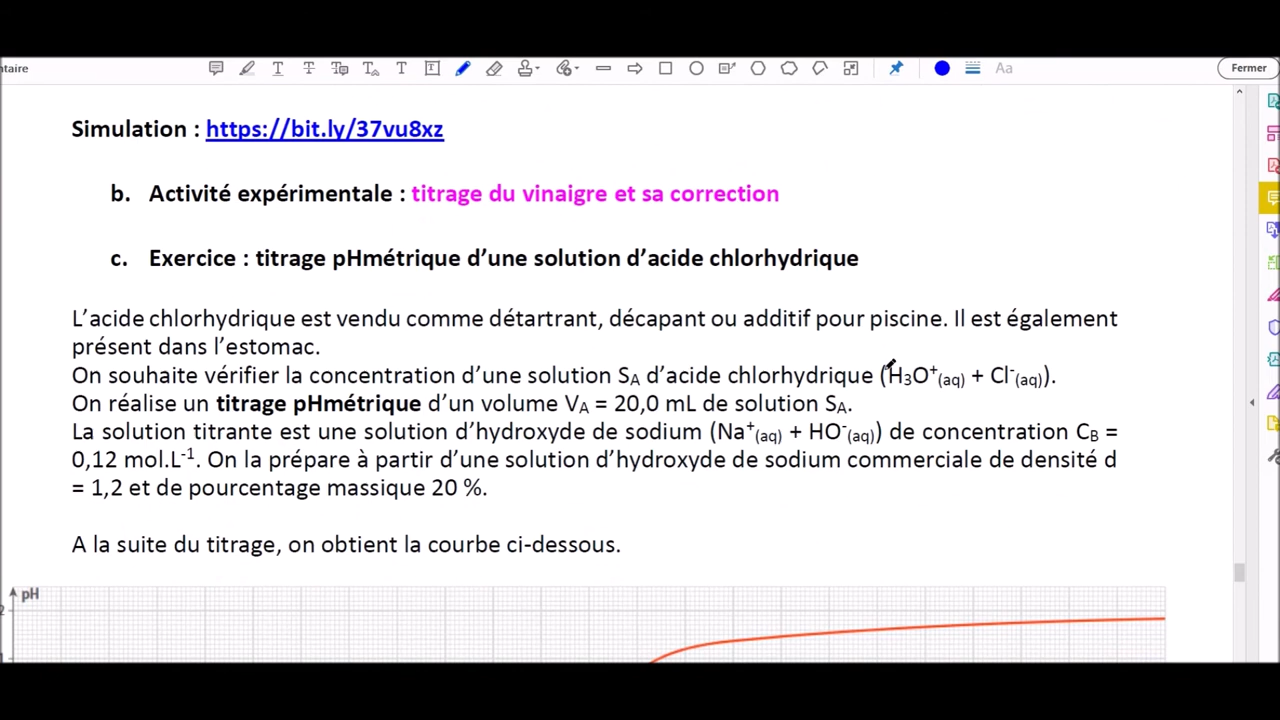 ntaire
Fermer
Simulation : https://bit.ly/37vu8xz
b. Activité expérimentale : titrage du vinaigre et sa correction
c. Exercice : titrage pHmétrique d’une solution d’acide chlorhydrique
L’acide chlorhydrique est vendu comme détartrant, décapant ou additif pour piscine. Il est également
présent dans l’estomac.
On souhaite vérifier la concentration d’une solution SA d’acide chlorhydrique (H3O+(aq) + Cl-(aq)).
On réalise un titrage pHmétrique d’un volume VA = 20,0 mL de solution SA.
La solution titrante est une solution d’hydroxyde de sodium (Na+(aq) + HO-(aq)) de concentration CB =
0,12 mol.L-1. On la prépare à partir d’une solution d’hydroxyde de sodium commerciale de densité d
= 1,2 et de pourcentage massique 20 %.
A la suite du titrage, on obtient la courbe ci-dessous.
pH
2